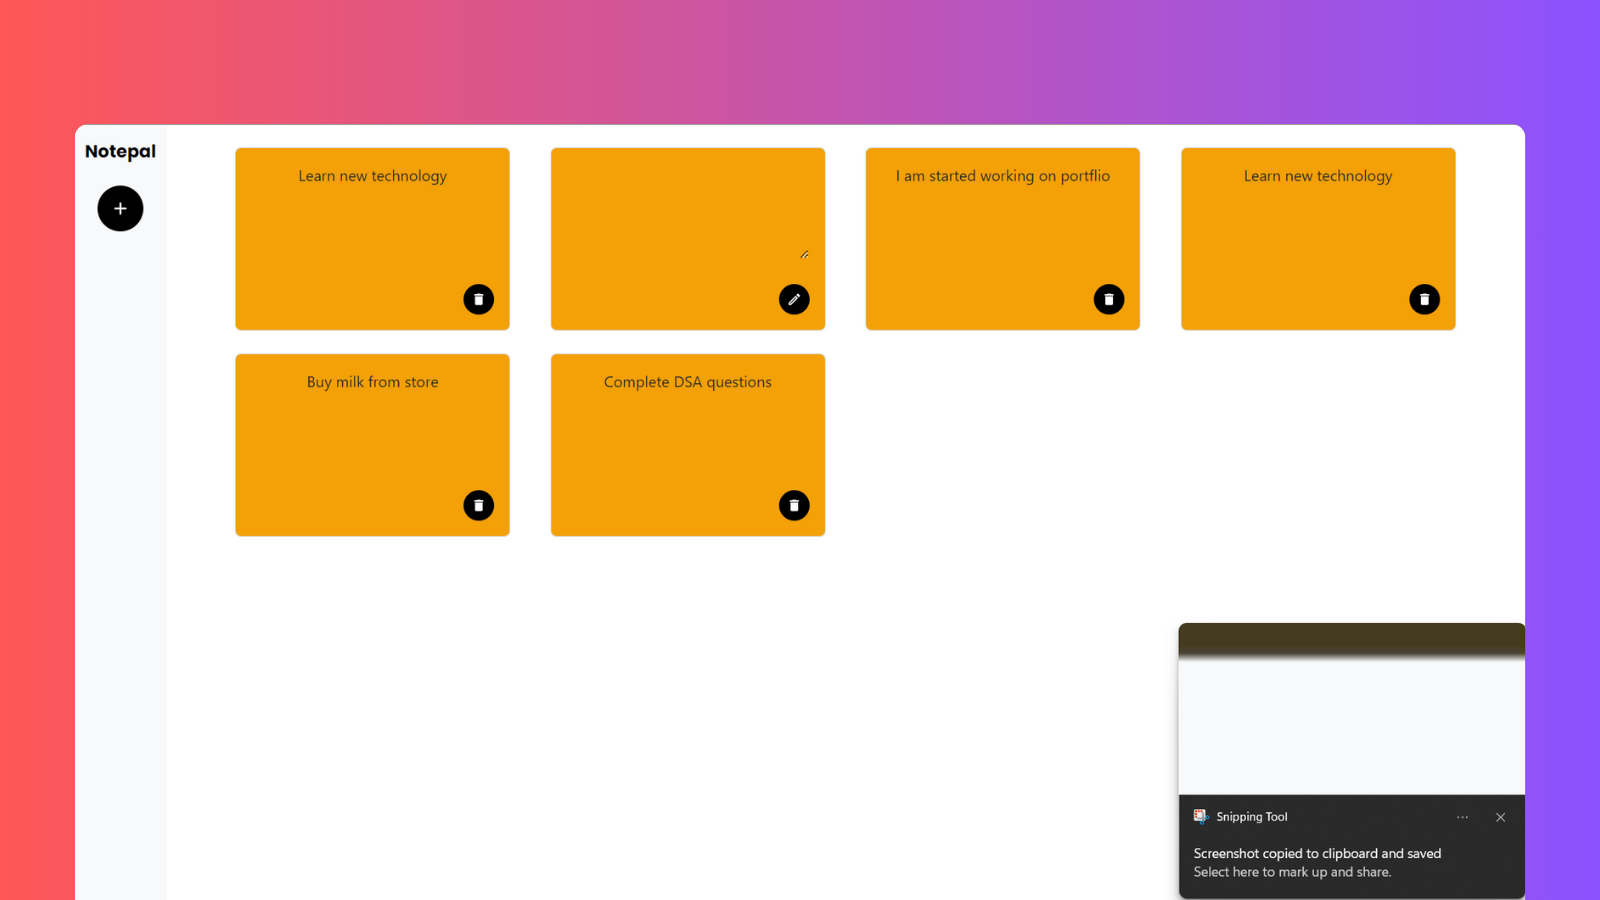 Notepal
Learn new technology
I am started working on portflio
Learn new technology
Buy milk from store
Complete DSA questions
Snipping Tool
Screenshot copied to clipboard and saved
Select here to mark up and share.